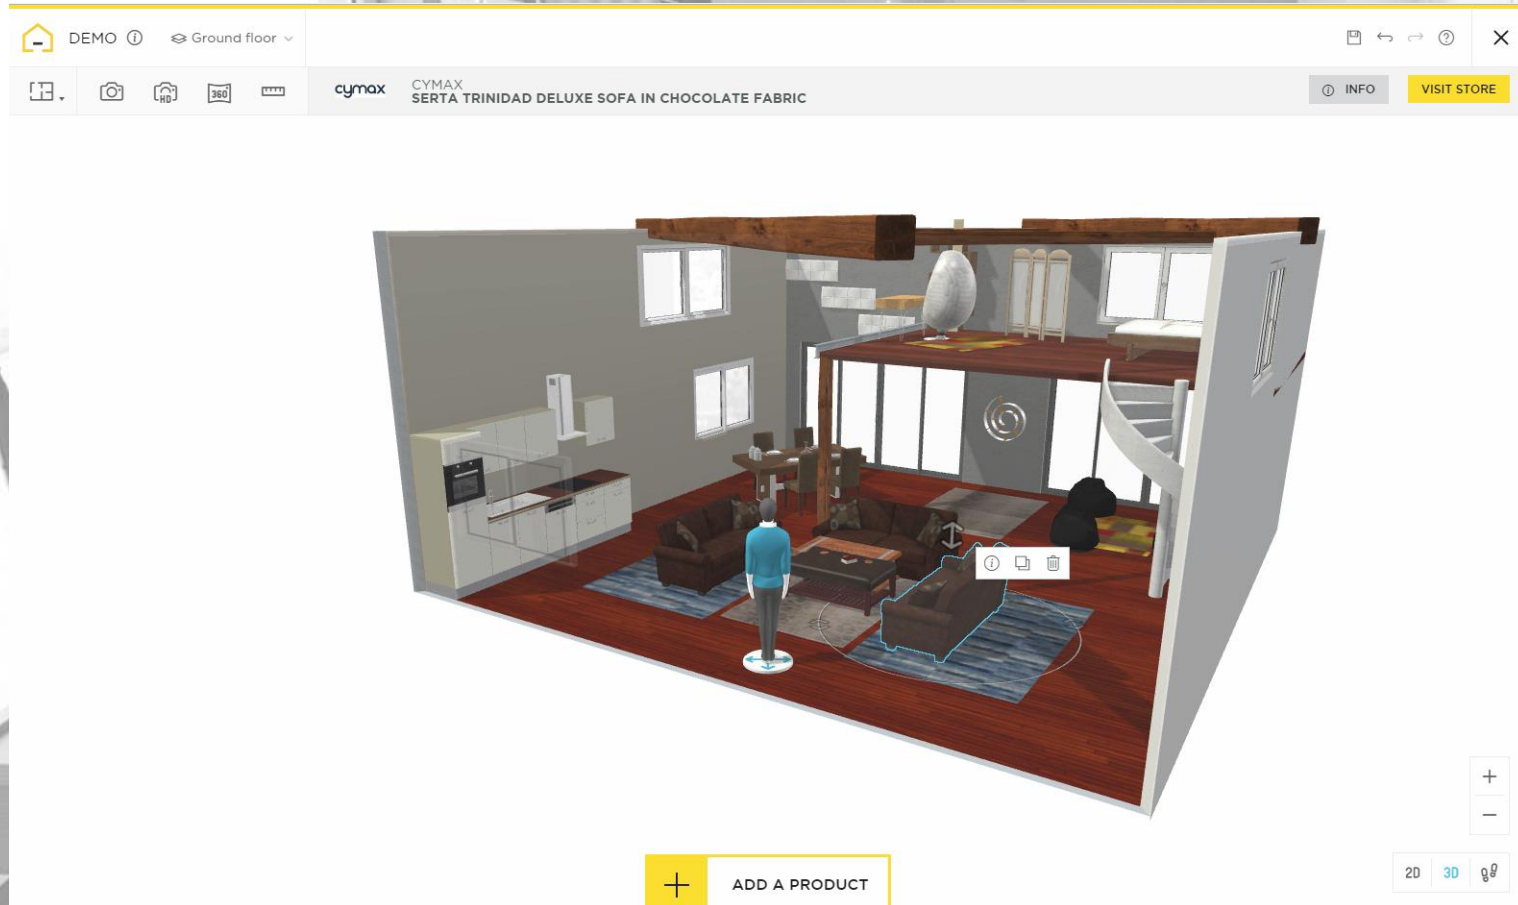 DEMO
Ground floor
HD
360
cymax
CYMAX
SERTA TRINIDAD DELUXE SOFA IN CHOCOLATE FABRIC
INFO
VISIT STORE
ADD A PRODUCT
2D
3D